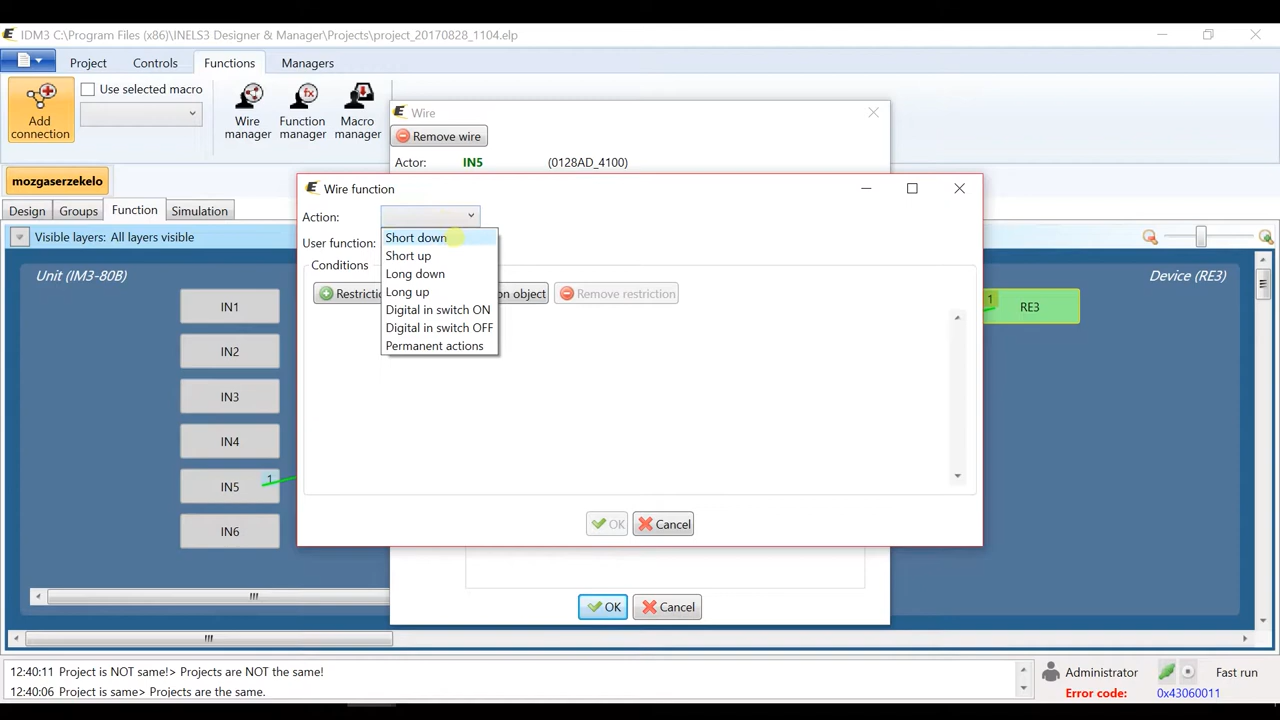 IDM3 C:\Program Files (x86)\INELS3 Designer & Manager\Projects\project_20170828_1104.elp
Project
Controls
Functions
Managers
Add connection
Use selected macro
Wire manager
Function manager
Macro manager
Wire
Remove wire
Actor: IN5 (0128AD_4100)
mozgaserzekelo
Design
Groups
Function
Simulation
Visible layers: All layers visible
Wire function
Action:
User function:
Conditions
Short down
Short up
Long down
Long up
Digital in switch ON
Digital in switch OFF
Permanent actions
on object
Remove restriction
Unit (IM3-80B)
IN1
IN2
IN3
IN4
IN5
1
IN6
Device (RE3)
1
RE3
OK
Cancel
OK
Cancel
12:40:11 Project is NOT same!> Projects are NOT the same!
12:40:06 Project is same> Projects are the same.
Administrator
Fast run
Error code: 0x43060011